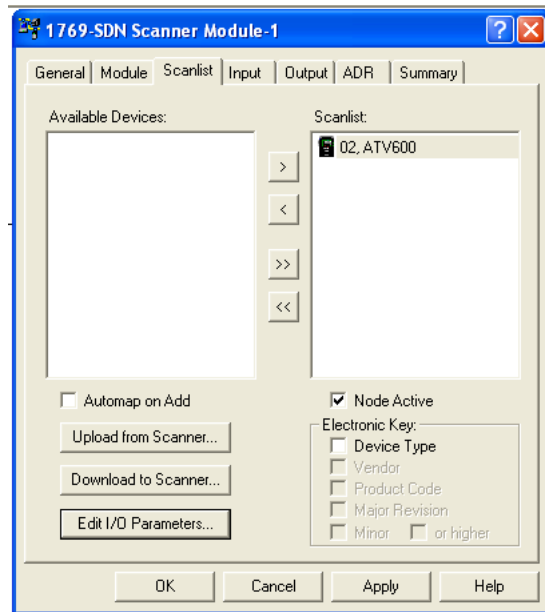 1769-SDN Scanner Module-1
General Module Scanlist Input Output ADR Summary
Available Devices:
Scanlist:
02, ATV600
>
<
>>
<<
Automap on Add
Node Active
Upload from Scanner...
Electronic Key:
Device Type
Vendor
Download to Scanner...
Product Code
Major Revision
Edit I/O Parameters...
Minor or higher
OK Cancel Apply Help